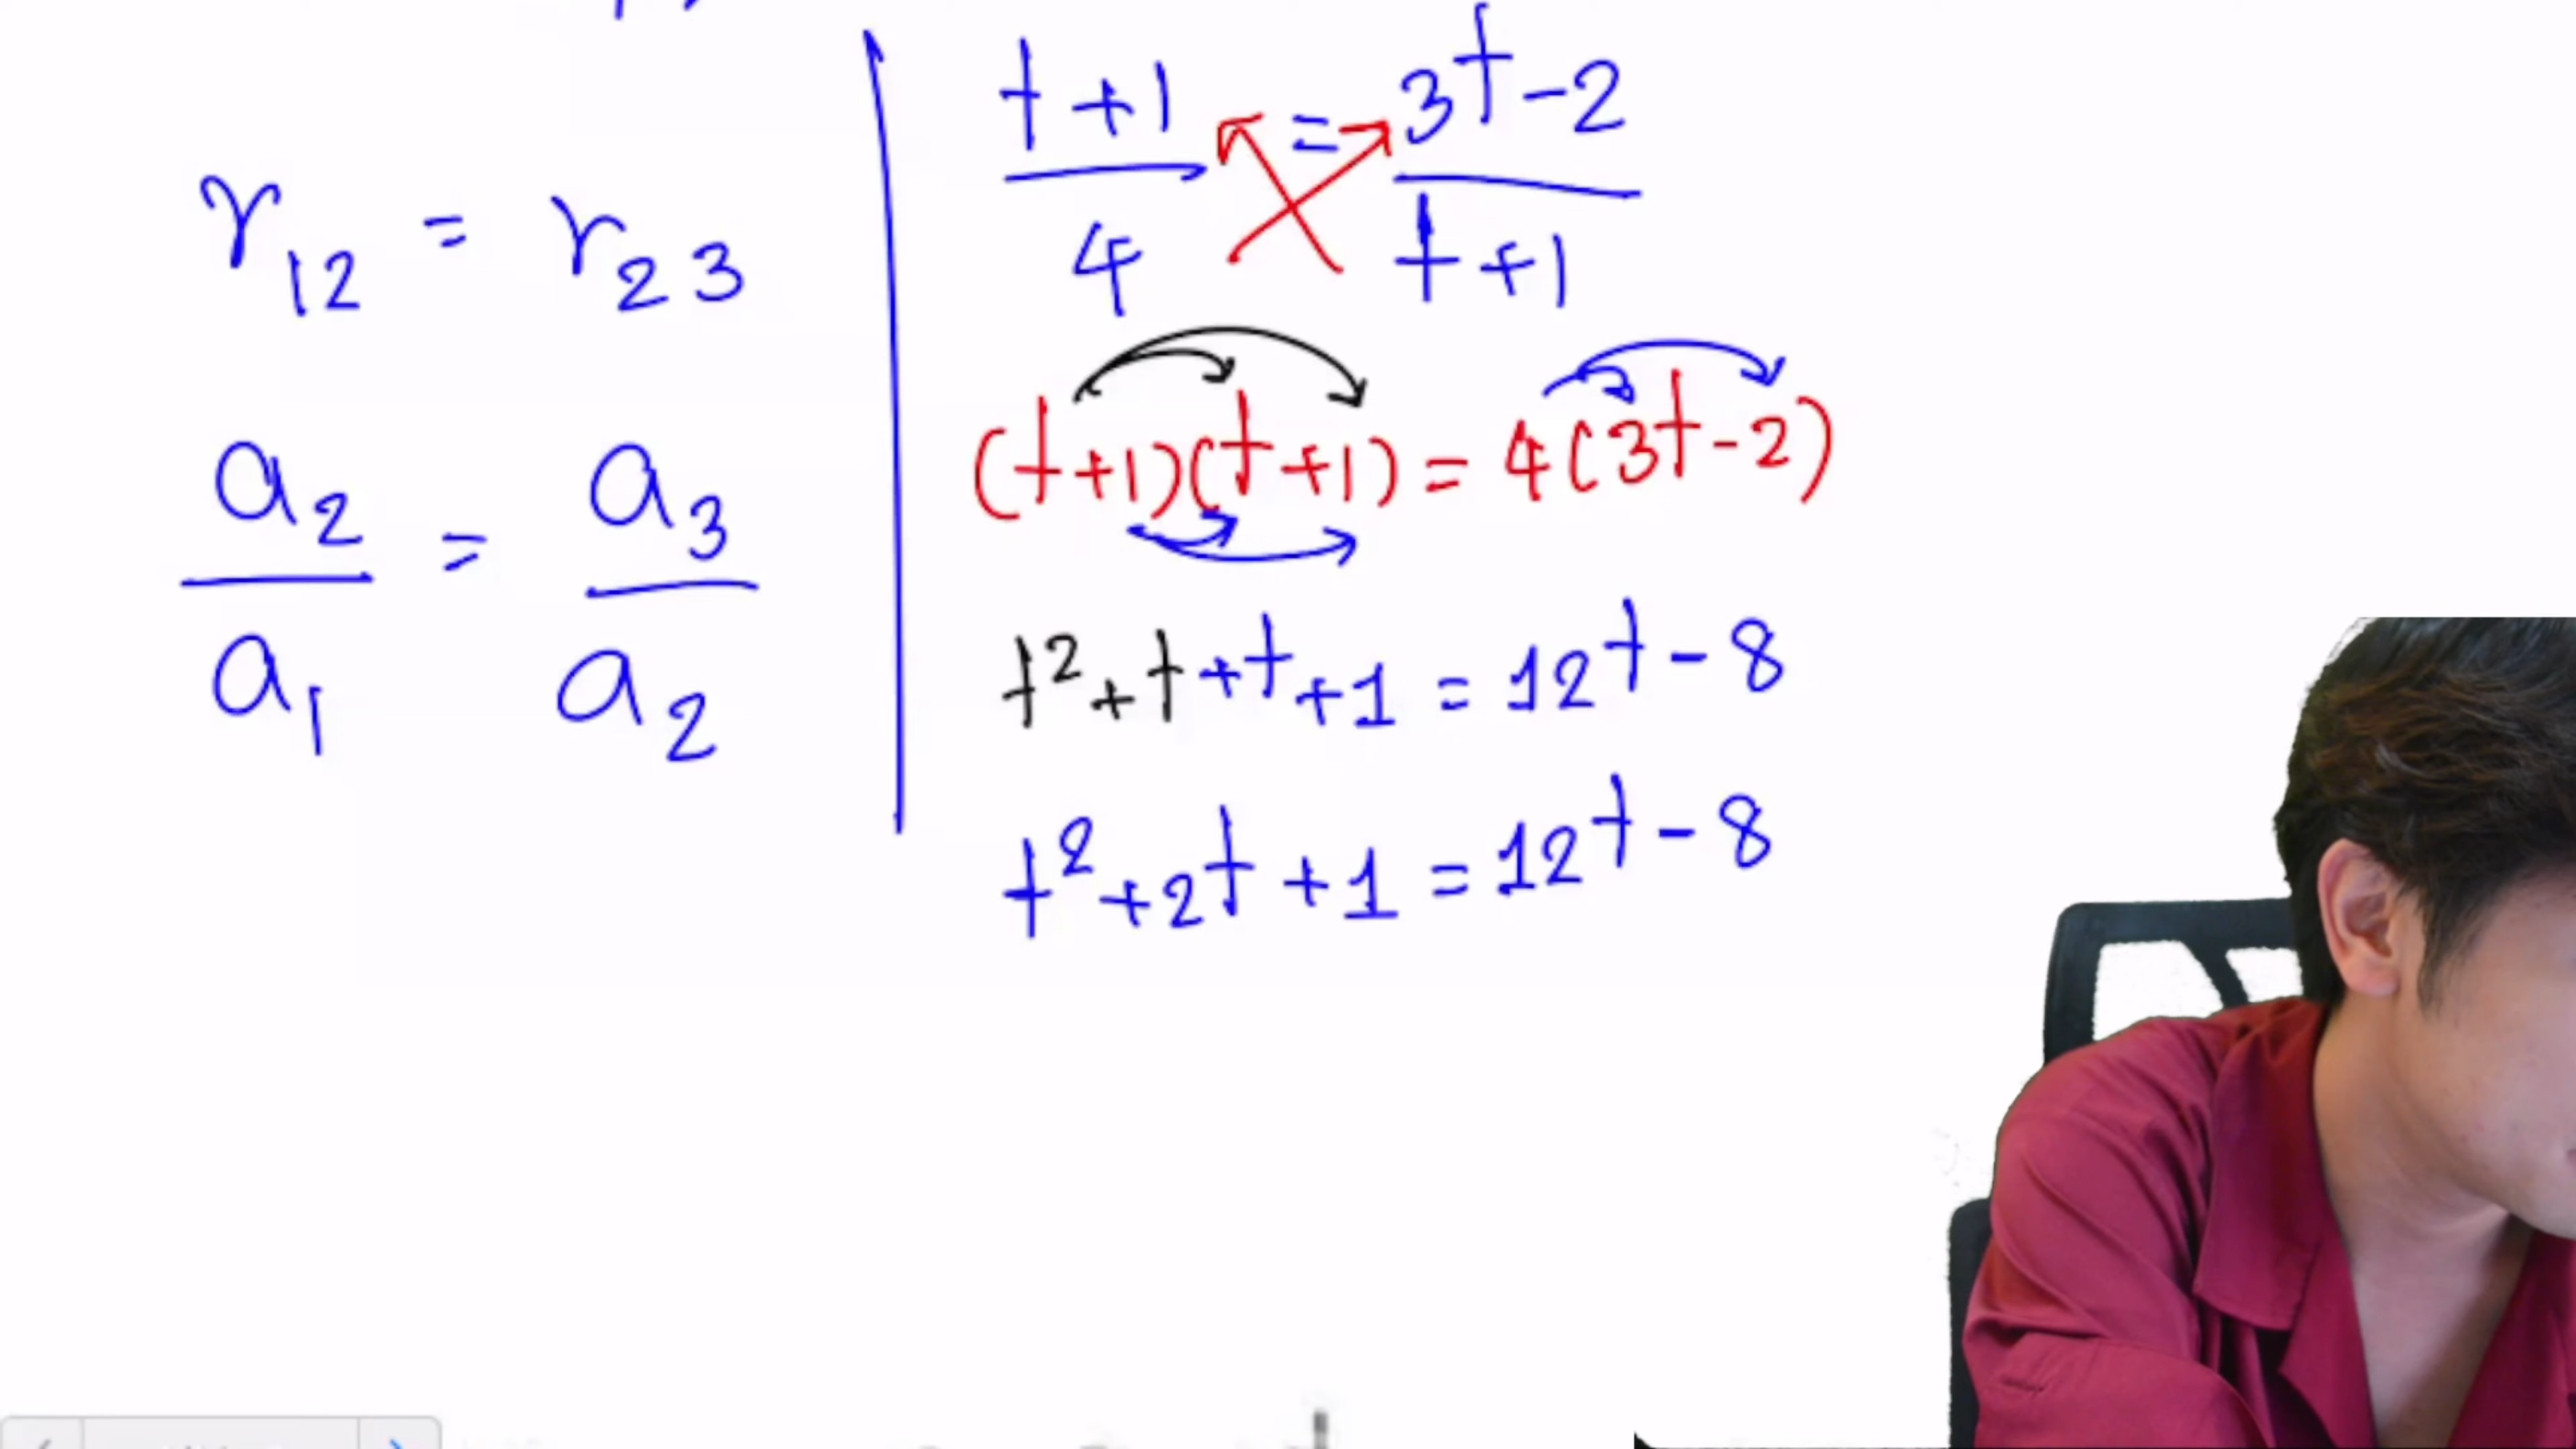 r₁₂ = r₂₃
a₂/a₁ = a₃/a₂
(t+1)/4 = (3t-2)/(t+1)
(t+1)(t+1) = 4(3t-2)
t²+t+t+1 = 12t-8
t²+2t+1 = 12t-8